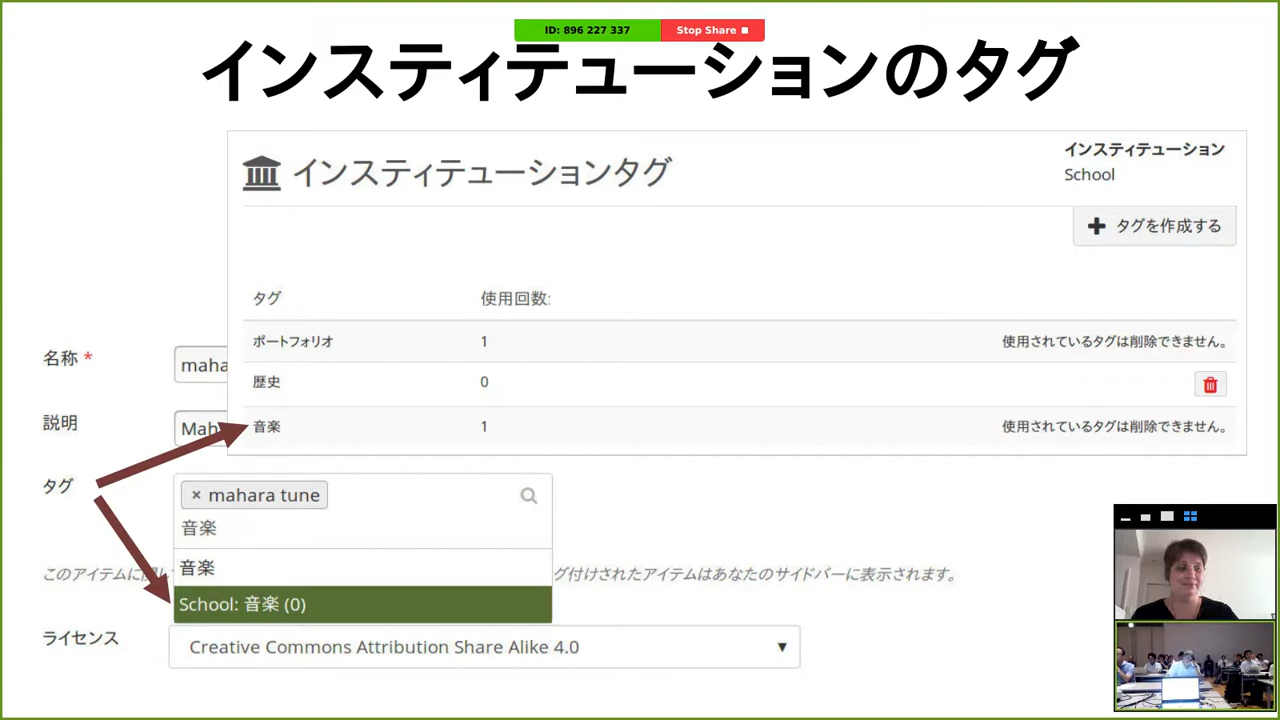 ID: 896 227 337 Stop Share
インスティテューションのタグ
インスティテューションタグ
インスティテューション
School
タグを作成する
タグ 使用回数:
ポートフォリオ 1 使用されているタグは削除できません。
歴史 0
音楽 1 使用されているタグは削除できません。
名称 * maha
説明 Mah
タグ × mahara tune
音楽
音楽
このアイテムに関し グ付けされたアイテムはあなたのサイドバーに表示されます。
School: 音楽 (0)
ライセンス Creative Commons Attribution Share Alike 4.0